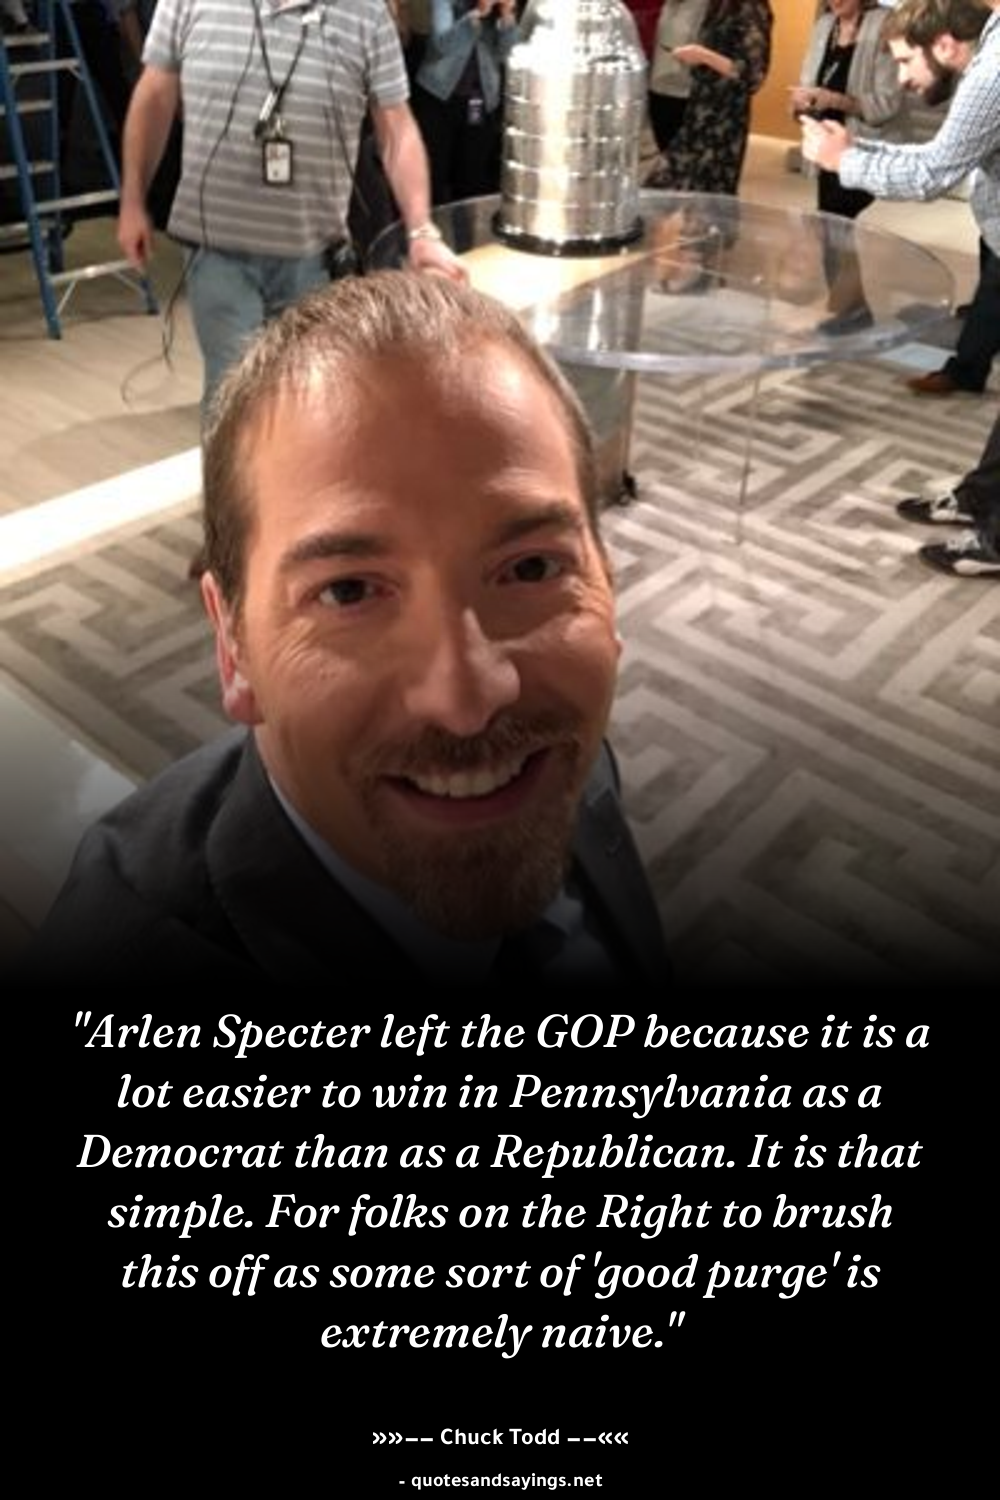 "Arlen Specter left the GOP because it is a
lot easier to win in Pennsylvania as a
Democrat than as a Republican. It is that
simple. For folks on the Right to brush
this off as some sort of 'good purge' is
extremely naive."
»»−− Chuck Todd −−««
- quotesandsayings.net